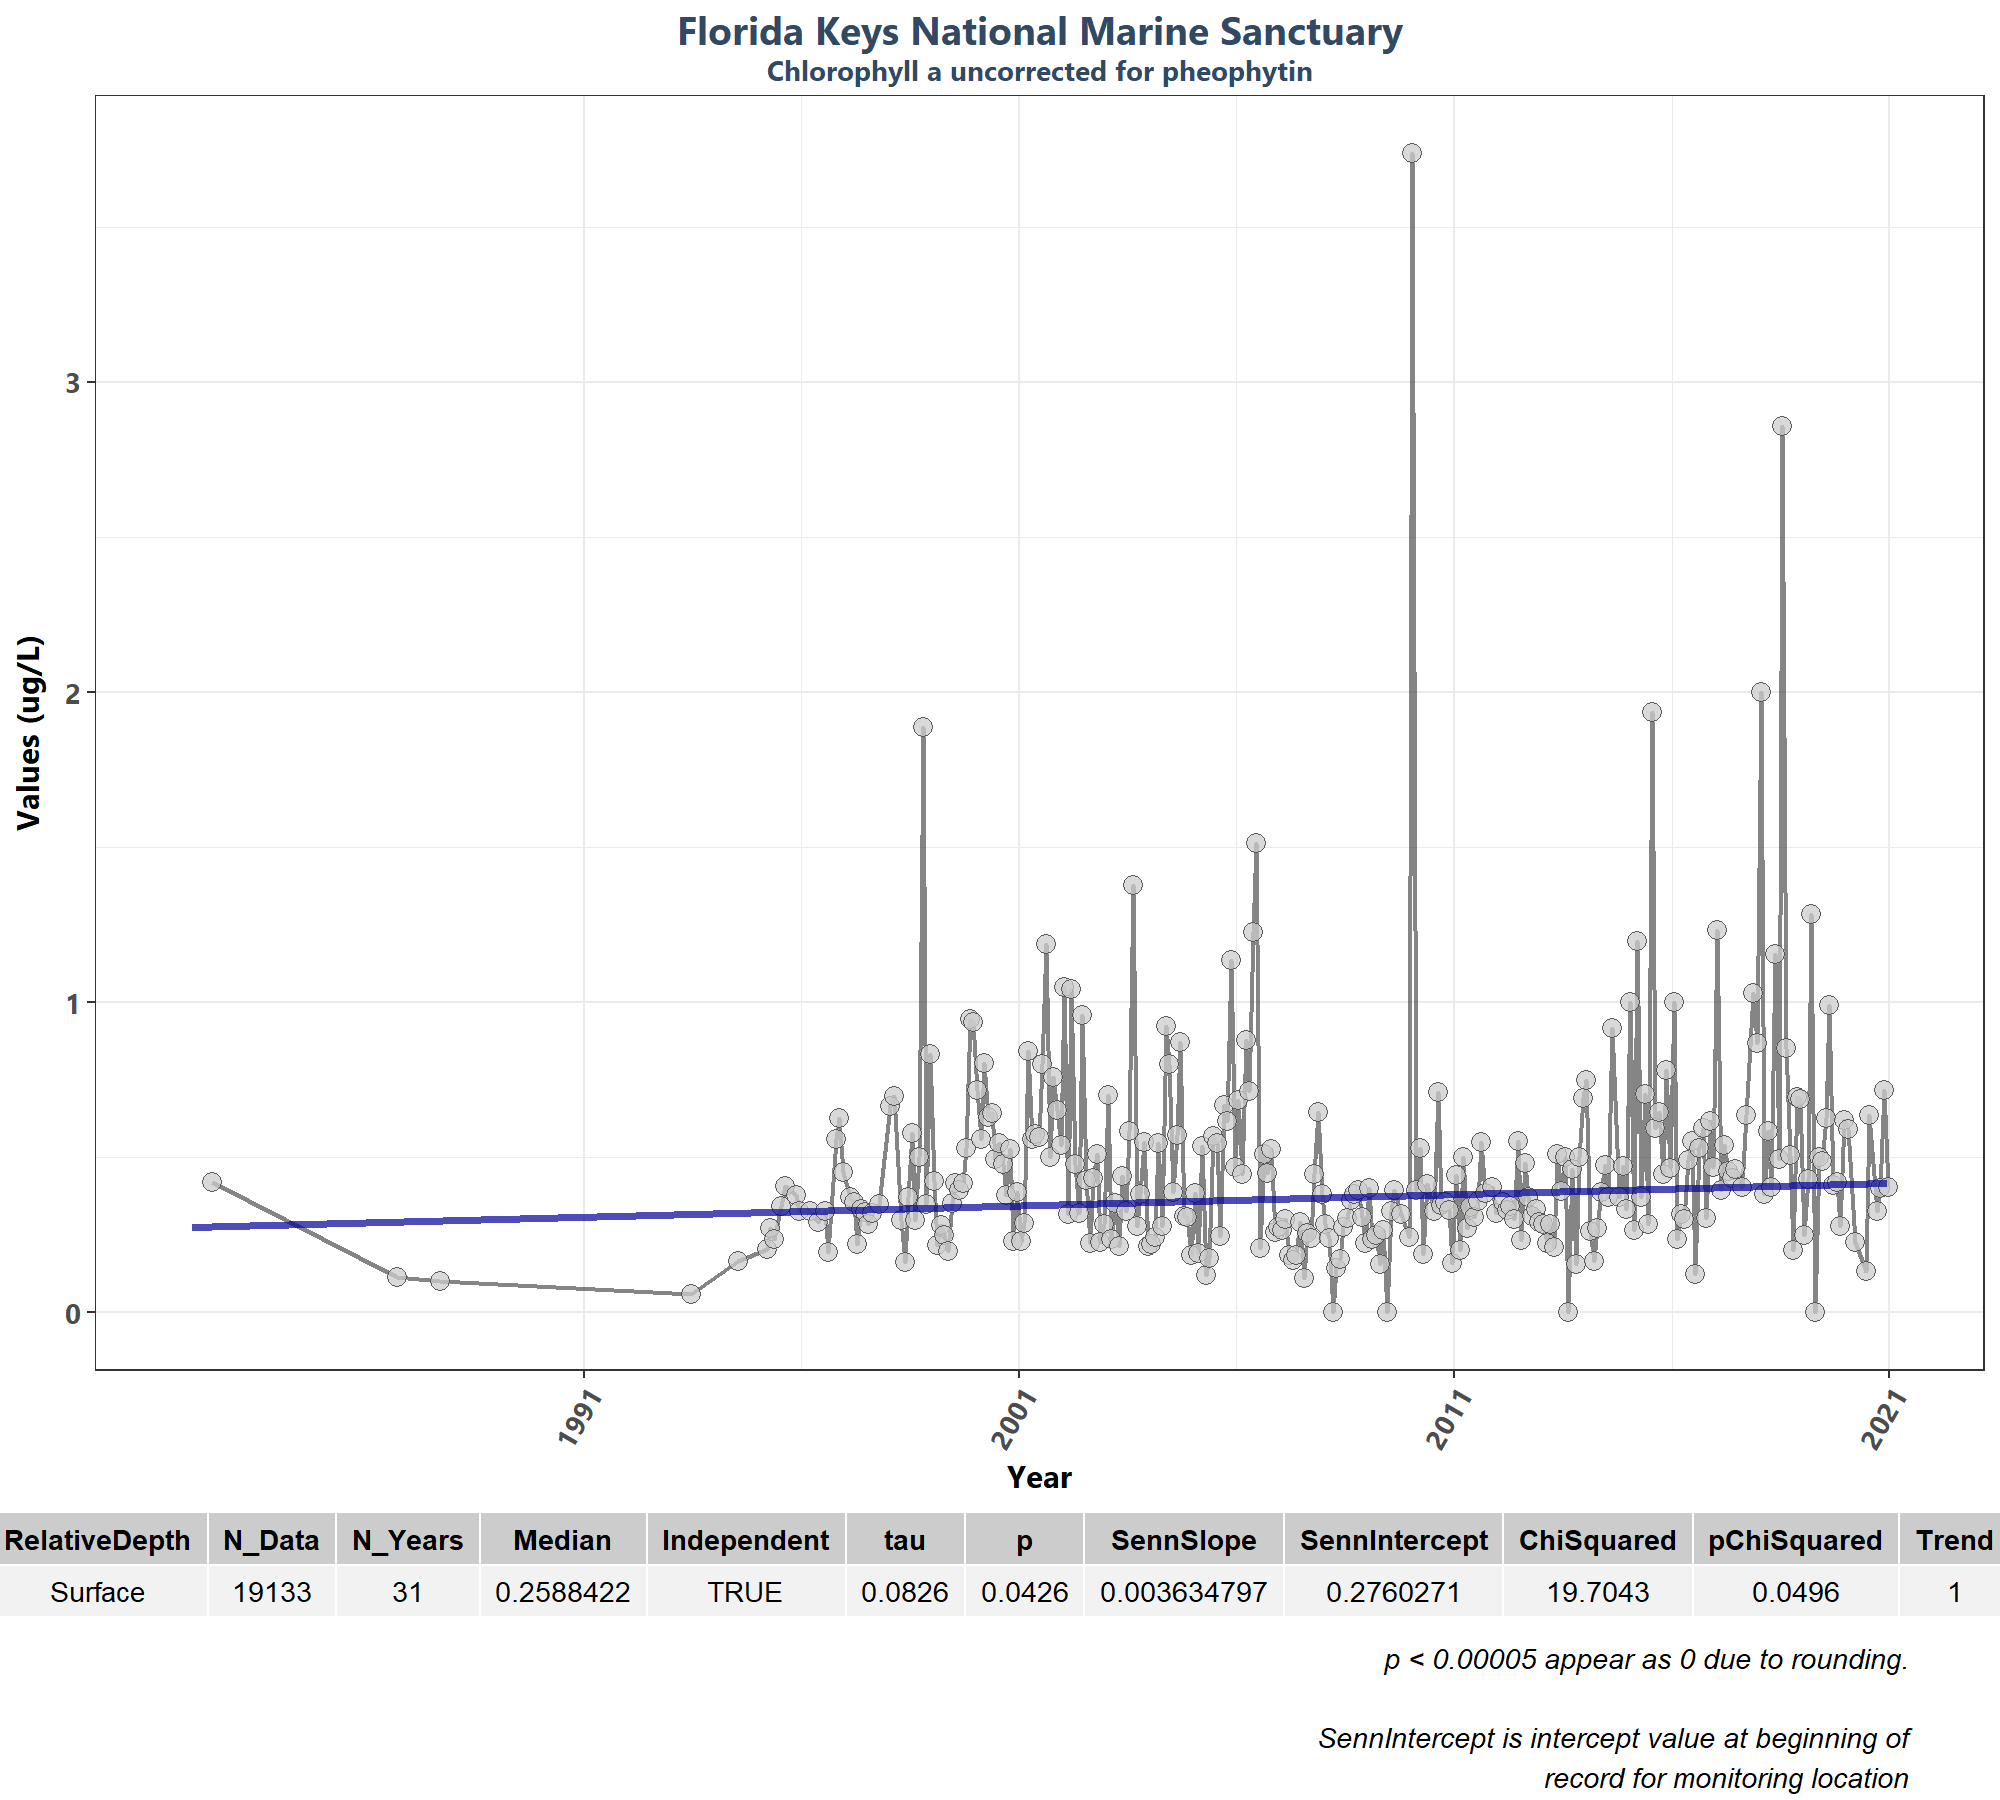 Florida Keys National Marine Sanctuary
Chlorophyll a uncorrected for pheophytin
Values (ug/L)
3
2
1
0
1991
2001
2011
2021
Year
RelativeDepth N_Data N_Years Median Independent tau p SennSlope SennIntercept ChiSquared pChiSquared Trend
Surface 19133 31 0.2588422 TRUE 0.0826 0.0426 0.003634797 0.2760271 19.7043 0.0496 1
p < 0.00005 appear as 0 due to rounding.
SennIntercept is intercept value at beginning of
record for monitoring location